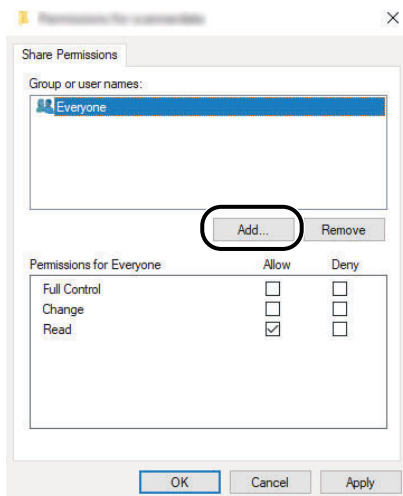 Share Permissions
Group or user names:
Everyone
Add... Remove
Permissions for Everyone Allow Deny
Full Control
Change
Read
OK Cancel Apply